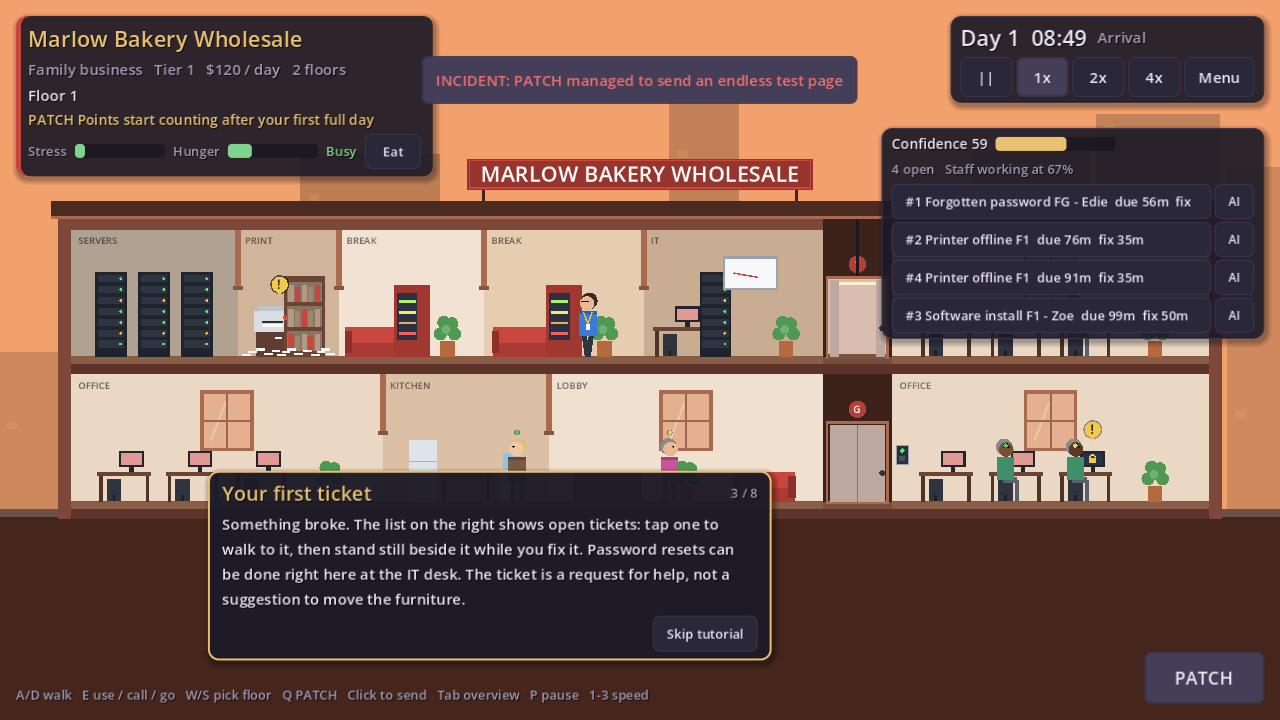 Marlow Bakery Wholesale
Family business Tier 1 $120 / day 2 floors
Floor 1
PATCH Points start counting after your first full day
Stress Hunger Busy Eat
INCIDENT: PATCH managed to send an endless test page
Day 1 08:49 Arrival
|| 1x 2x 4x Menu
Confidence 59
4 open Staff working at 67%
#1 Forgotten password FG - Edie due 56m fix AI
#2 Printer offline F1 due 76m fix 35m AI
#4 Printer offline F1 due 91m fix 35m AI
#3 Software install F1 - Zoe due 99m fix 50m AI
MARLOW BAKERY WHOLESALE
SERVERS PRINT BREAK BREAK IT
!
OFFICE KITCHEN LOBBY OFFICE
G
!
Your first ticket 3 / 8
Something broke. The list on the right shows open tickets: tap one to
walk to it, then stand still beside it while you fix it. Password resets can
be done right here at the IT desk. The ticket is a request for help, not a
suggestion to move the furniture.
Skip tutorial
A/D walk E use / call / go W/S pick floor Q PATCH Click to send Tab overview P pause 1-3 speed
PATCH